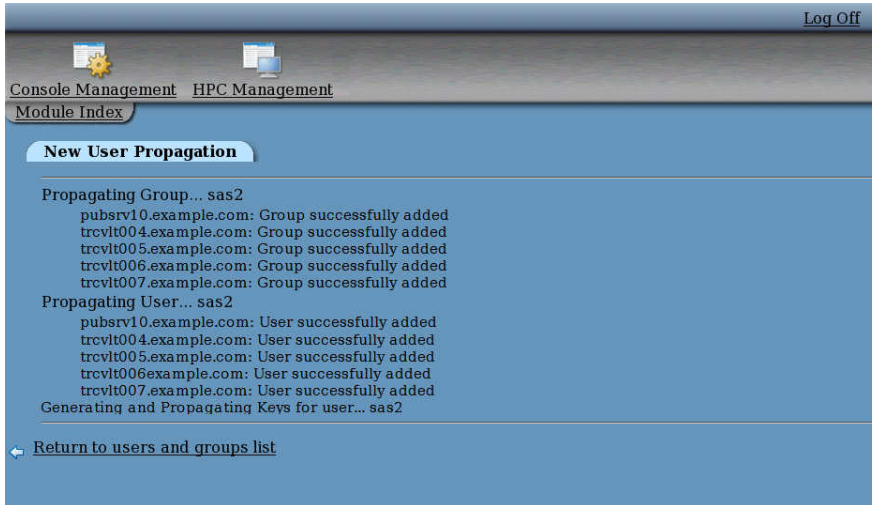 Log Off
Console Management HPC Management
Module Index
New User Propagation
Propagating Group... sas2
pubsrv10.example.com: Group successfully added
trcvlt004.example.com: Group successfully added
trcvlt005.example.com: Group successfully added
trcvlt006.example.com: Group successfully added
trcvlt007.example.com: Group successfully added
Propagating User... sas2
pubsrv10.example.com: User successfully added
trcvlt004.example.com: User successfully added
trcvlt005.example.com: User successfully added
trcvlt006example.com: User successfully added
trcvlt007.example.com: User successfully added
Generating and Propagating Keys for user... sas2
Return to users and groups list